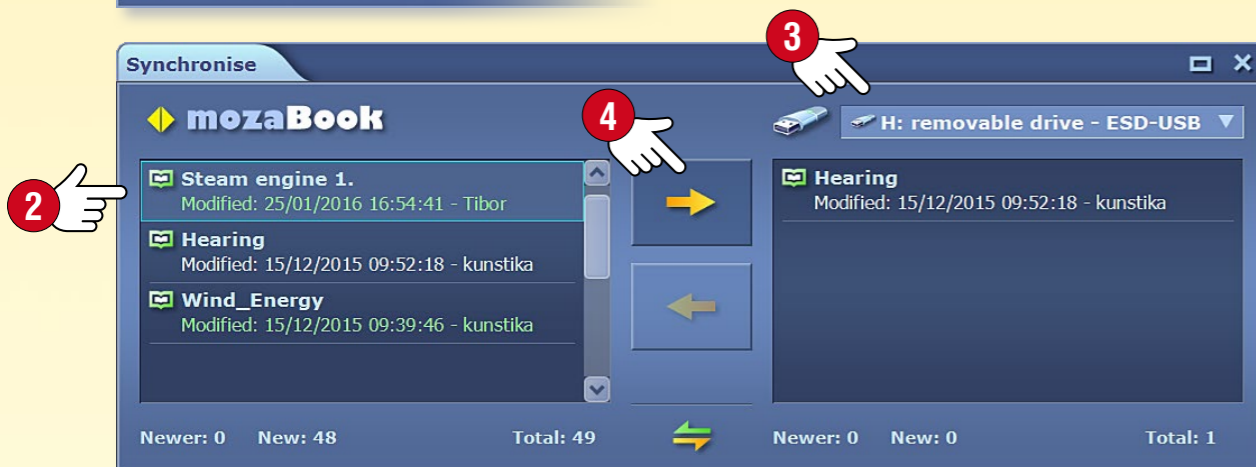 3
Synchronise
mozaBook
4
H: removable drive - ESD-USB
2
Steam engine 1.
Modified: 25/01/2016 16:54:41 - Tibor
Hearing
Modified: 15/12/2015 09:52:18 - kunstika
Wind_Energy
Modified: 15/12/2015 09:39:46 - kunstika
Newer: 0 New: 48 Total: 49
Hearing
Modified: 15/12/2015 09:52:18 - kunstika
Newer: 0 New: 0 Total: 1